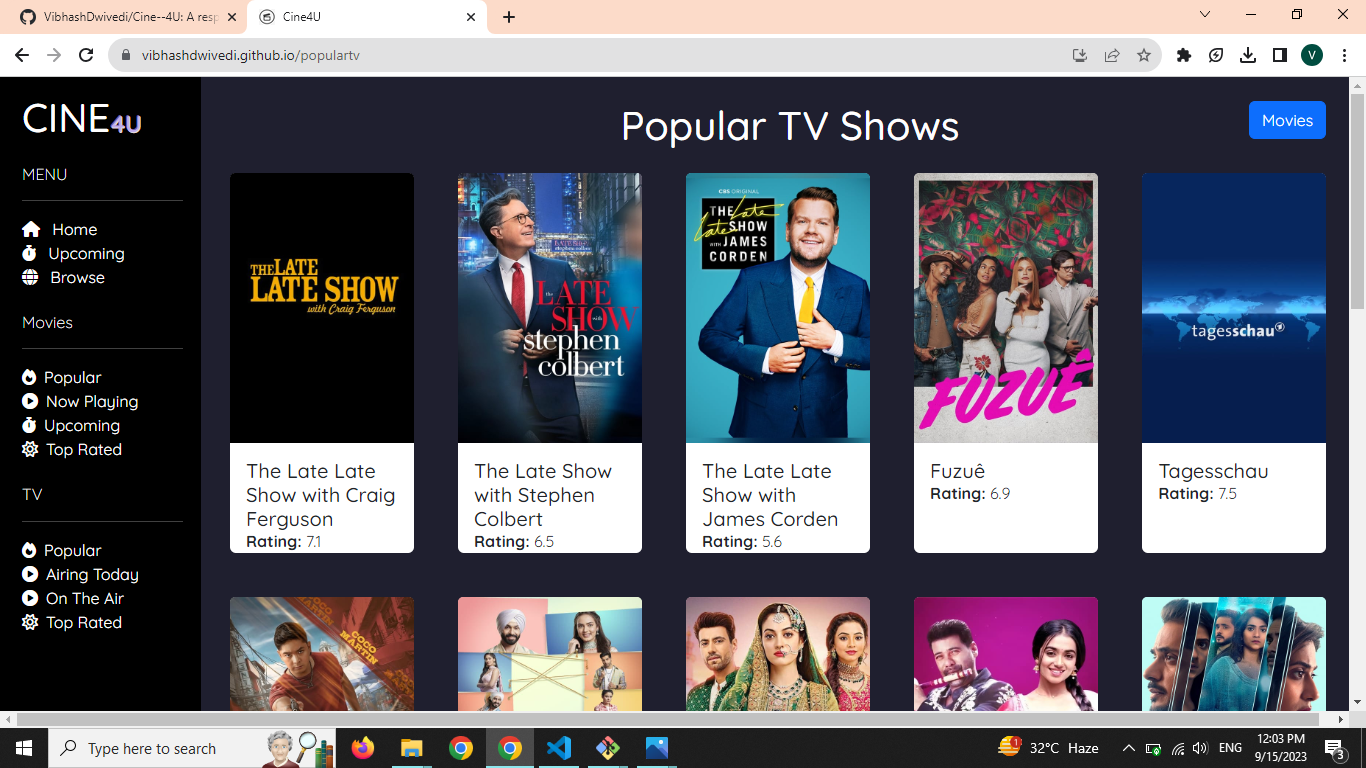 VibhashDwivedi/Cine--4U: A resp
Cine4U
vibhashdwivedi.github.io/populartv
V
CINE4U
MENU
Home
Upcoming
Browse
Movies
Popular
Now Playing
Upcoming
Top Rated
TV
Popular
Airing Today
On The Air
Top Rated
Popular TV Shows
Movies
THE LATE
LATE SHOW
with Craig Ferguson
the LATE
SHOW with
stephen
colbert
CBS ORIGINAL
THE
Late Late
SHOW
WITH JAMES
CORDEN
FUZUÊ
tagesschau
The Late Late
Show with Craig
Ferguson
Rating: 7.1
The Late Show
with Stephen
Colbert
Rating: 6.5
The Late Late
Show with
James Corden
Rating: 5.6
Fuzuê
Rating: 6.9
Tagesschau
Rating: 7.5
COCO
MARTIN
Type here to search
1
32°C Haze
ENG
12:03 PM
9/15/2023
3